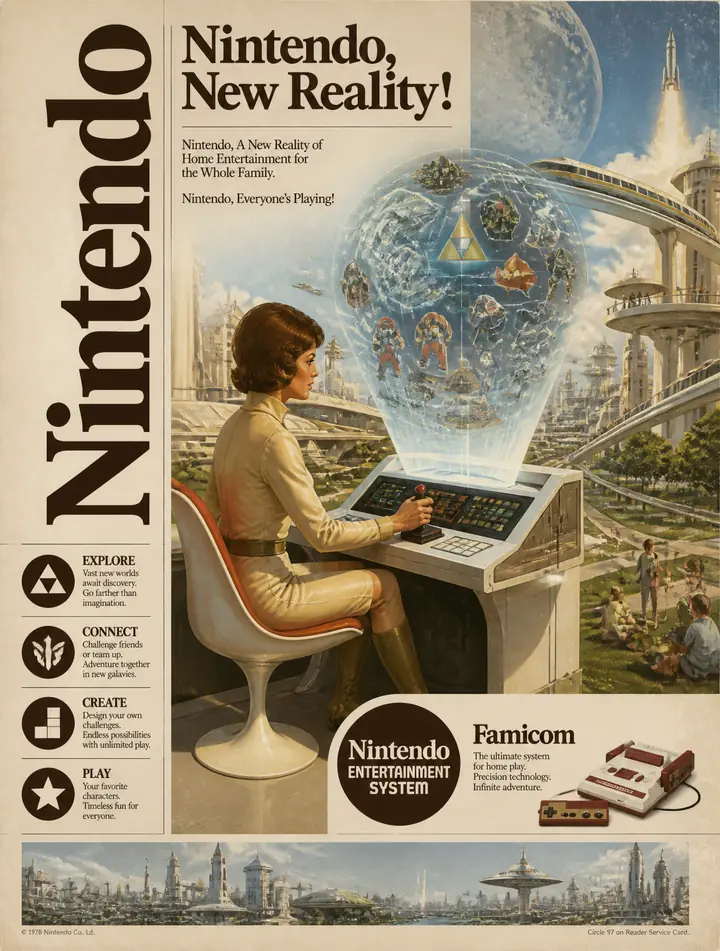 Nintendo
Nintendo,
New Reality!
Nintendo, A New Reality of
Home Entertainment for
the Whole Family.
Nintendo, Everyone's Playing!
EXPLORE
Vast new worlds
await discovery.
Go farther than
imagination.
CONNECT
Challenge friends
or team up.
Adventure together
in new galaxies.
CREATE
Design your own
challenges.
Endless possibilities
with unlimited play.
PLAY
Your favorite
characters.
Timeless fun for
everyone.
Nintendo
ENTERTAINMENT
SYSTEM
Famicom
The ultimate system
for home play.
Precision technology.
Infinite adventure.
© 1978 Nintendo Co. Ld.
Circle 97 on Reader Service Card.